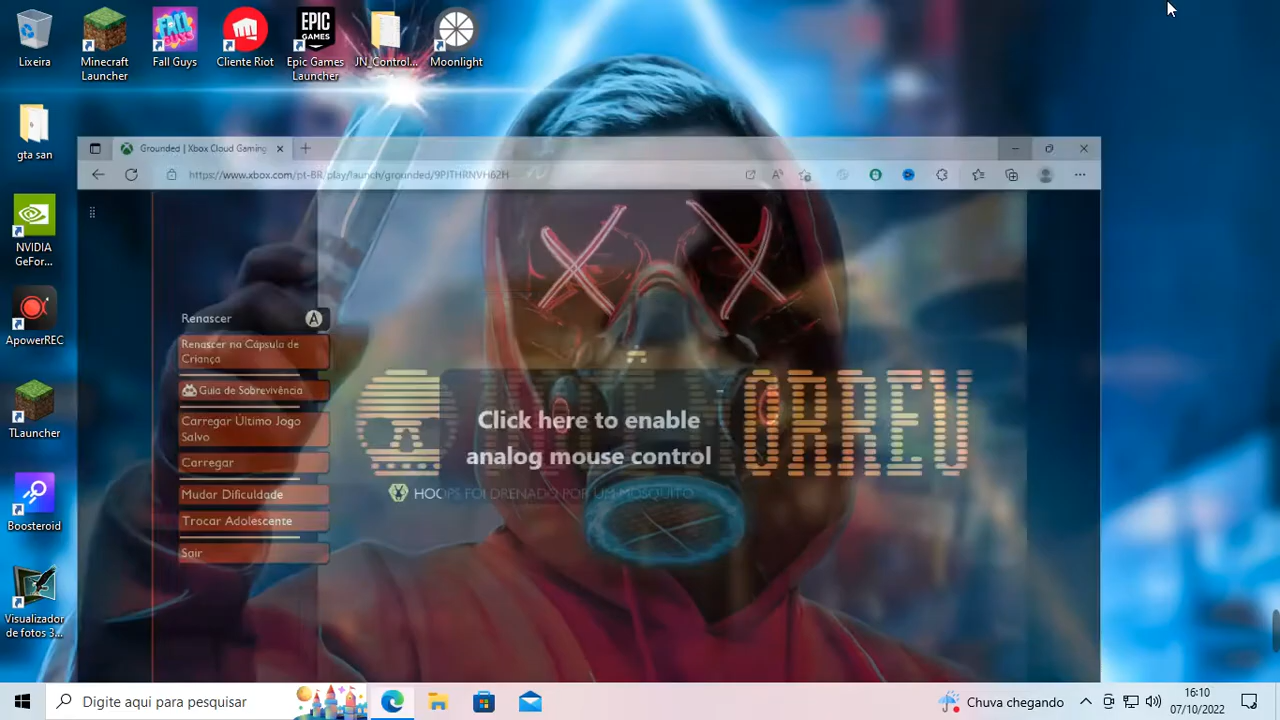 Lixeira
Minecraft
Launcher
Fall Guys
Cliente Riot
EPIC
GAMES
Epic Games
Launcher
JN_Control...
Moonlight
gta san
NVIDIA
GeFor...
ApowerREC
TLauncher
Boosteroid
Visualizador
de fotos 3...
Grounded | Xbox Cloud Gaming
https://www.xbox.com/pt-BR/play/launch/grounded/9PJTHRNVH62H
Renascer A
Renascer na Cápsula de
Criança
Guia de Sobrevivência
Carregar Último Jogo
Salvo
Carregar
Mudar Dificuldade
Trocar Adolescente
Sair
Click here to enable
analog mouse control
HOOPS FOI DRENADO POR UM MOSQUITO
Digite aqui para pesquisar
Chuva chegando
6:10
07/10/2022